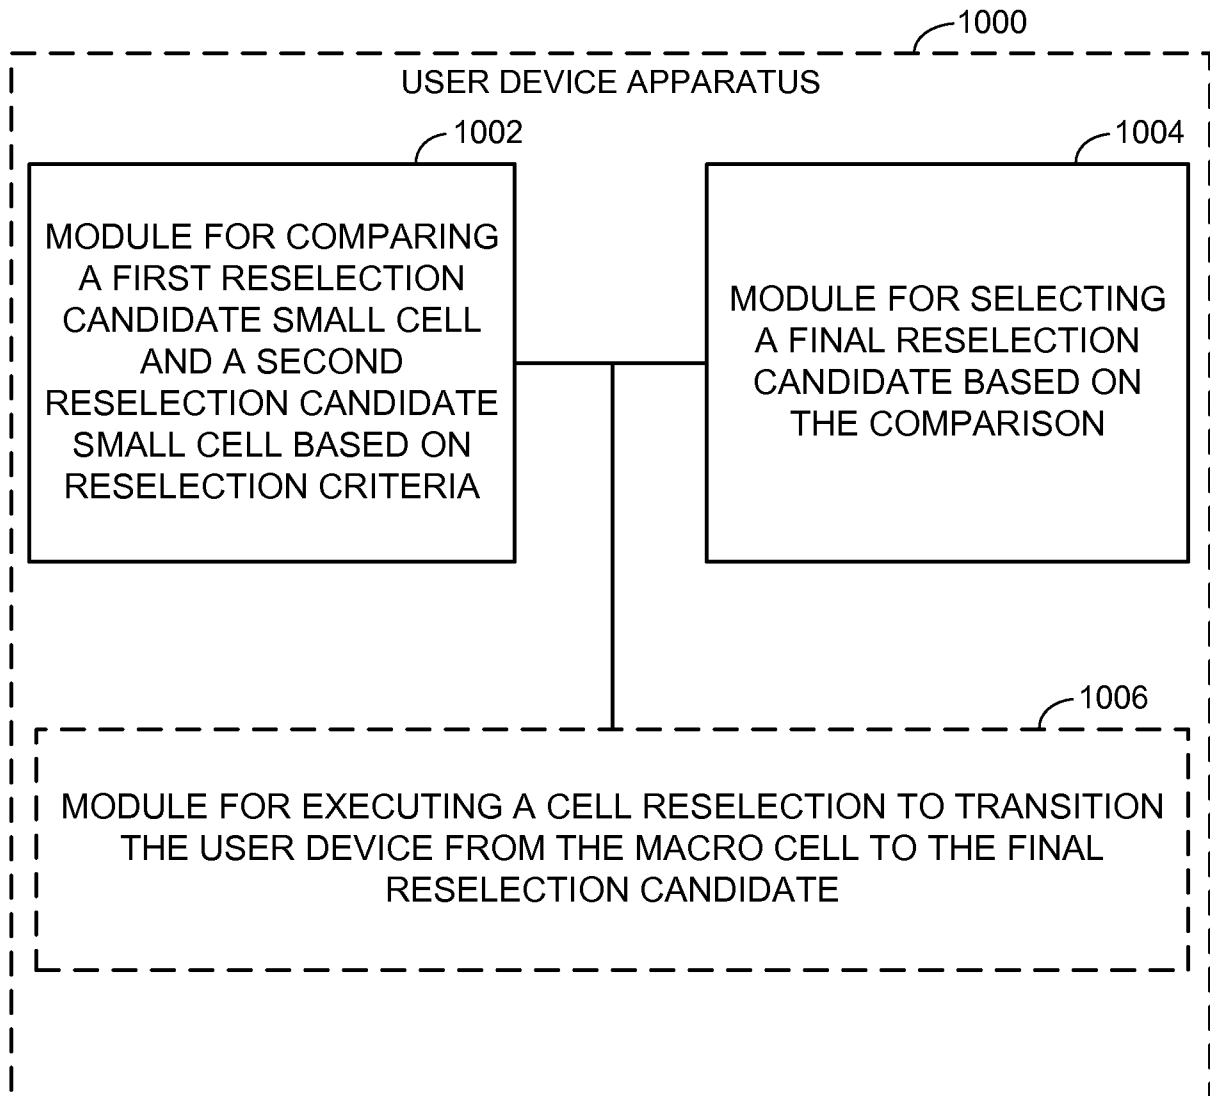 1000
USER DEVICE APPARATUS
1002
MODULE FOR COMPARING
A FIRST RESELECTION
CANDIDATE SMALL CELL
AND A SECOND
RESELECTION CANDIDATE
SMALL CELL BASED ON
RESELECTION CRITERIA
1004
MODULE FOR SELECTING
A FINAL RESELECTION
CANDIDATE BASED ON
THE COMPARISON
1006
MODULE FOR EXECUTING A CELL RESELECTION TO TRANSITION
THE USER DEVICE FROM THE MACRO CELL TO THE FINAL
RESELECTION CANDIDATE